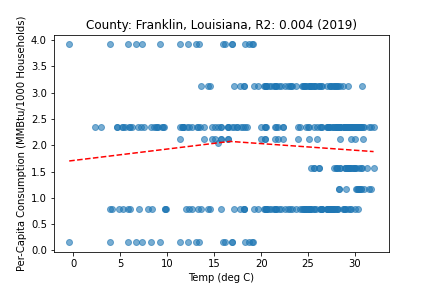 County: Franklin, Louisiana, R2: 0.004 (2019)
Per-Capita Consumption (MMBtu/1000 Households)
4.0
3.5
3.0
2.5
2.0
1.5
1.0
0.5
0.0
0 5 10 15 20 25 30
Temp (deg C)